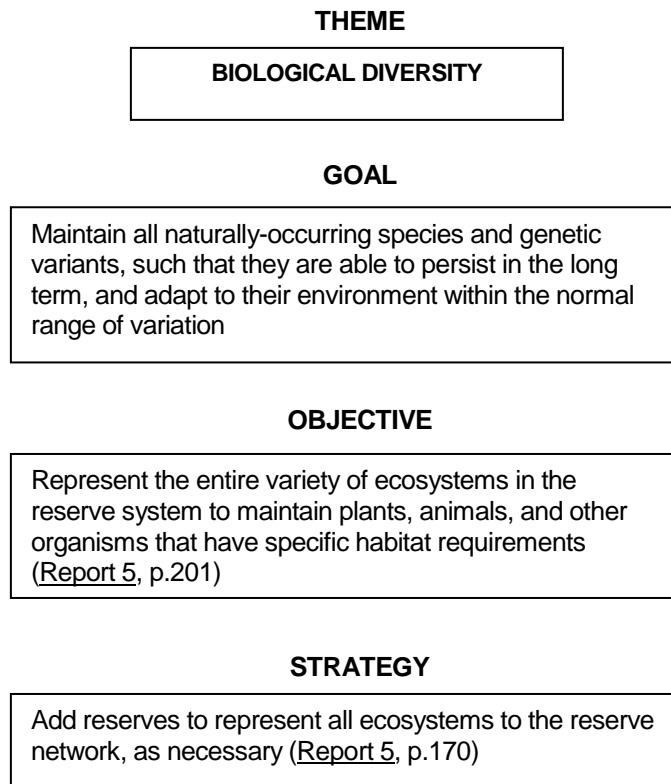 THEME
BIOLOGICAL DIVERSITY
GOAL
Maintain all naturally-occurring species and genetic
variants, such that they are able to persist in the long
term, and adapt to their environment within the normal
range of variation
OBJECTIVE
Represent the entire variety of ecosystems in the
reserve system to maintain plants, animals, and other
organisms that have specific habitat requirements
(Report 5, p.201)
STRATEGY
Add reserves to represent all ecosystems to the reserve
network, as necessary (Report 5, p.170)